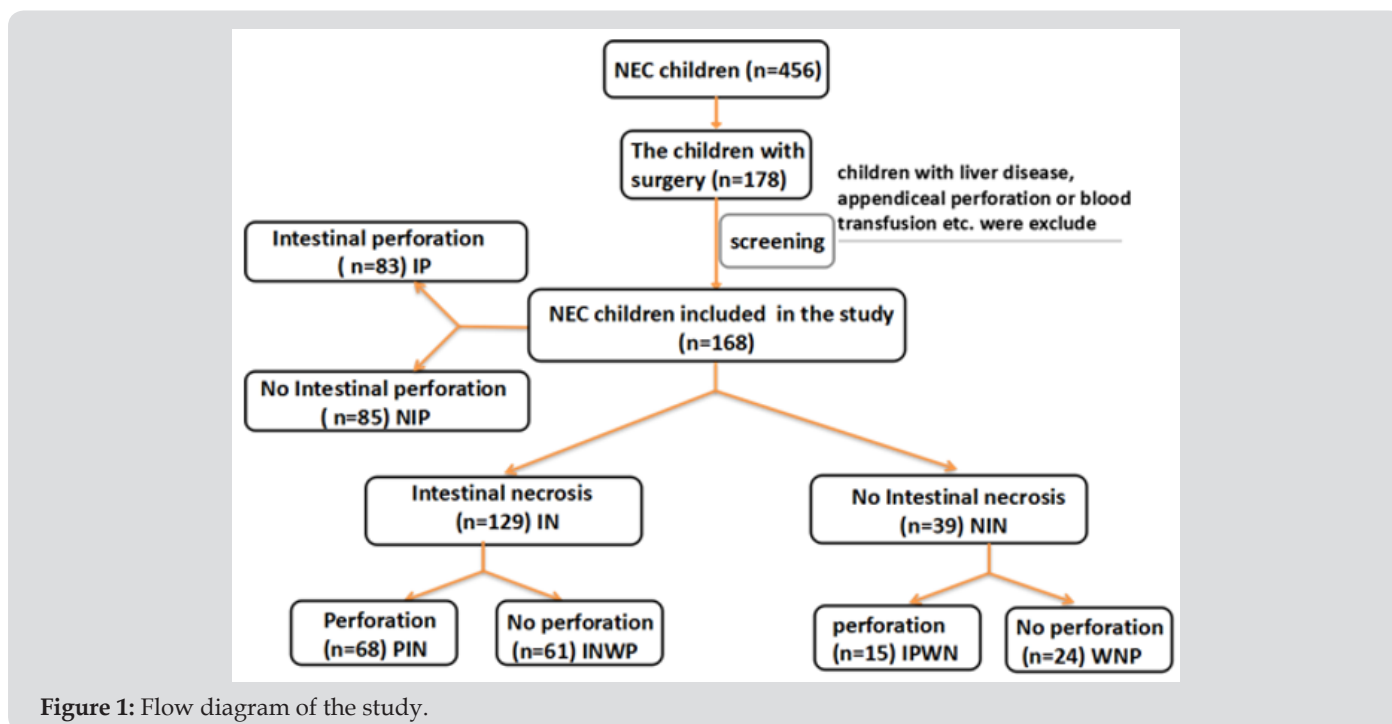 NEC children (n=456)
The children with
surgery (n=178)
children with liver disease,
appendiceal perforation or blood
transfusion etc. were exclude
screening
Intestinal perforation
( n=83) IP
NEC children included in the study
(n=168)
No Intestinal perforation
( n=85) NIP
Intestinal necrosis
(n=129) IN
No Intestinal necrosis
(n=39) NIN
Perforation
(n=68) PIN
No perforation
(n=61) INWP
perforation
(n=15) IPWN
No perforation
(n=24) WNP
Figure 1: Flow diagram of the study.